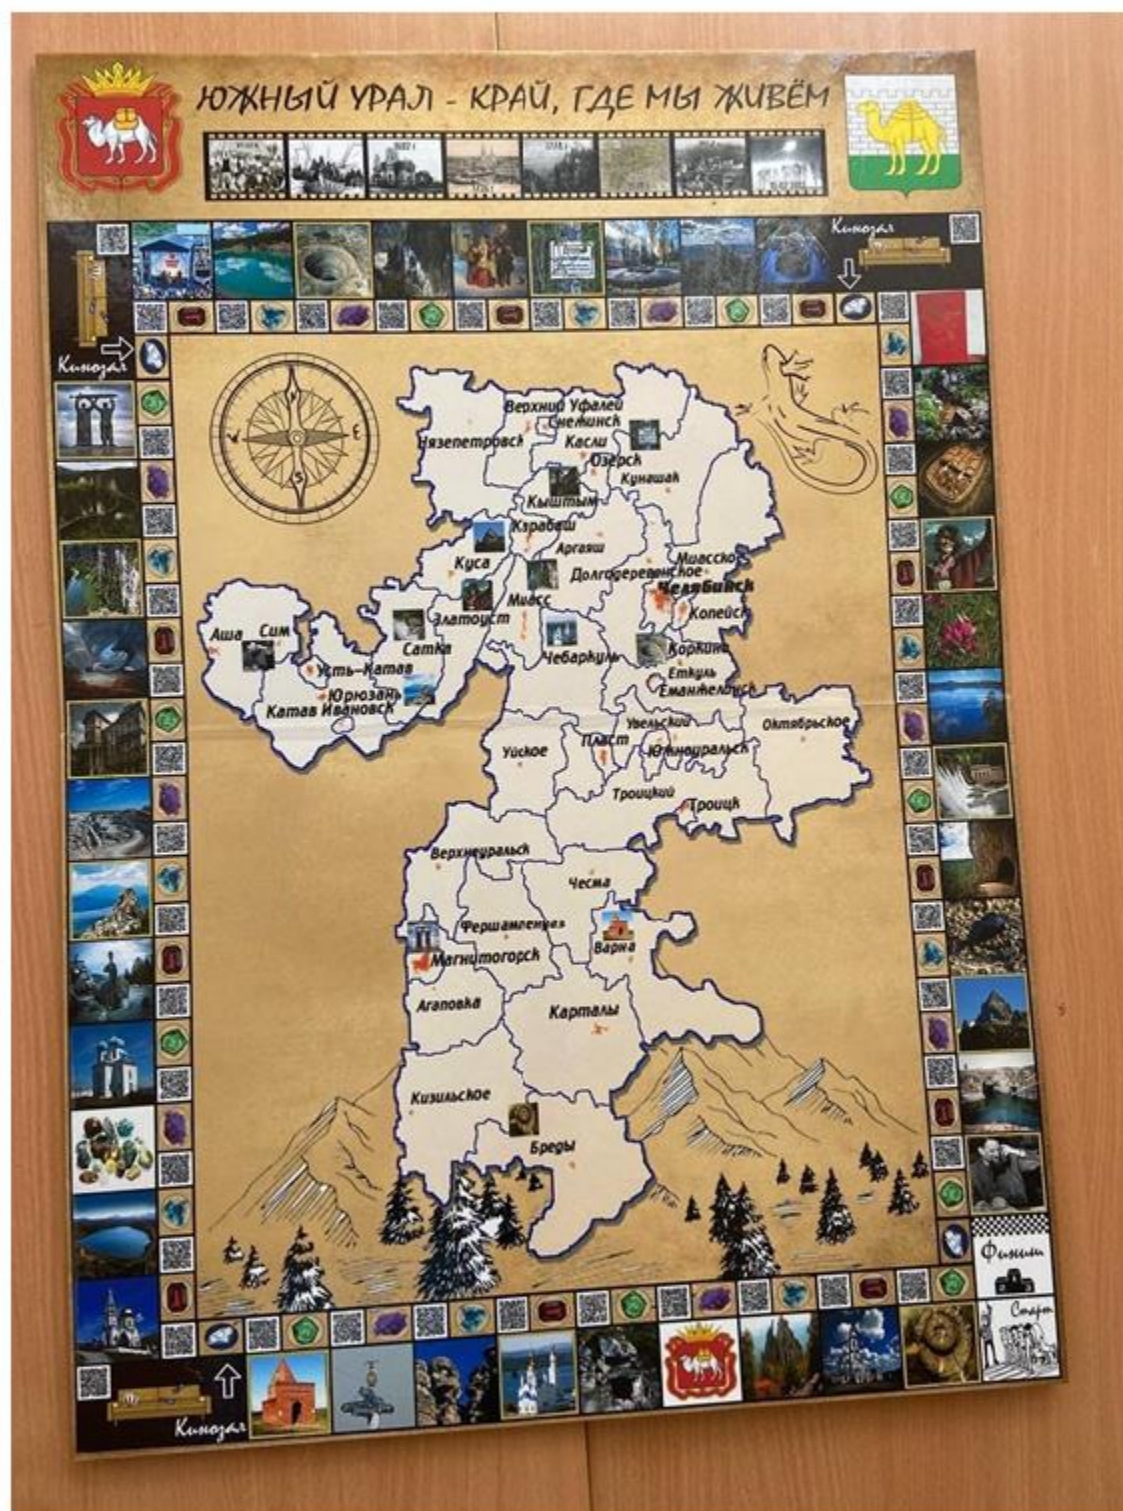 ЮЖНЫЙ УРАЛ - КРАЙ, ГДЕ МЫ ЖИВЁМ
Кинозал
Кинозал
Верхний Уфалей
Снежинск
Нязепетровск
Касли
Озёрск
Кунашак
Кыштым
Карабаш
Аргаяш
Куса
Долгодеревенское
Челябинск
Миасс
Копейск
Златоуст
Аша
Сим
Сатка
Чебаркуль
Коркино
Усть-Катав
Еткуль
Еманжелинск
Юрюзань
Катав Ивановск
Увельский
Октябрьское
Пласт
Уйское
Южноуральск
Троицкий
Троицк
Верхнеуральск
Чесма
Варна
Магнитогорск
Агаповка
Карталы
Кизильское
Бреды
Финиш
Старт
Кинозал